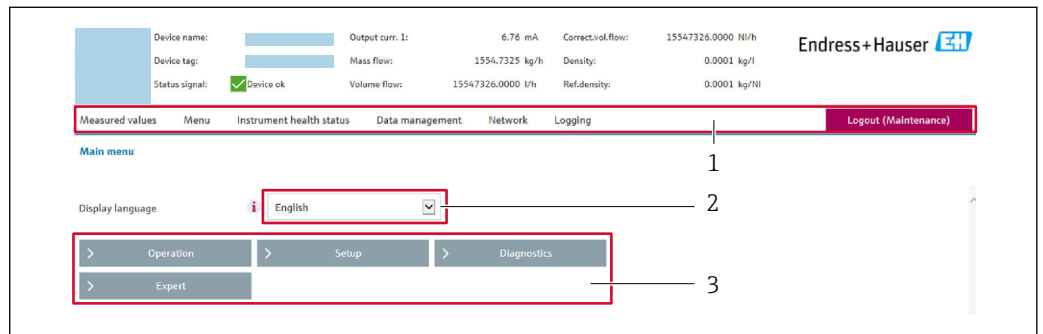 Device name: Output curr. 1: 6.76 mA Correct.vol.flow: 15547326.0000 Nl/h
Device tag: Mass flow: 1554.7325 kg/h Density: 0.0001 kg/l
Status signal: Device ok Volume flow: 15547326.0000 l/h Ref.density: 0.0001 kg/Nl
Endress+Hauser EH
Measured values Menu Instrument health status Data management Network Logging Logout (Maintenance)
1
Main menu
Display language i English
2
> Operation > Setup > Diagnostics
> Expert
3